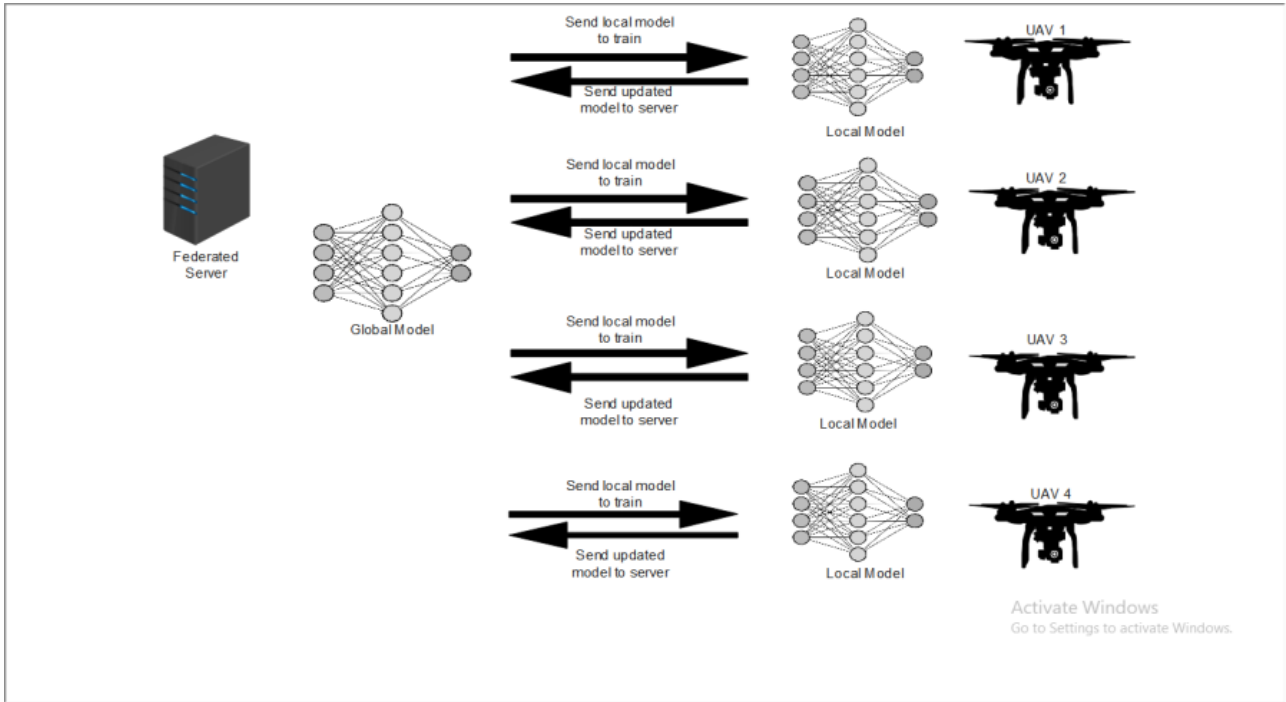 Send local model
to train
UAV 1
Send updated
model to server
Local Model
Send local model
to train
UAV 2
Send updated
model to server
Local Model
Federated
Server
Global Model
Send local model
to train
UAV 3
Send updated
model to server
Local Model
Send local model
to train
UAV 4
Send updated
model to server
Local Model
Activate Windows
Go to Settings to activate Windows.